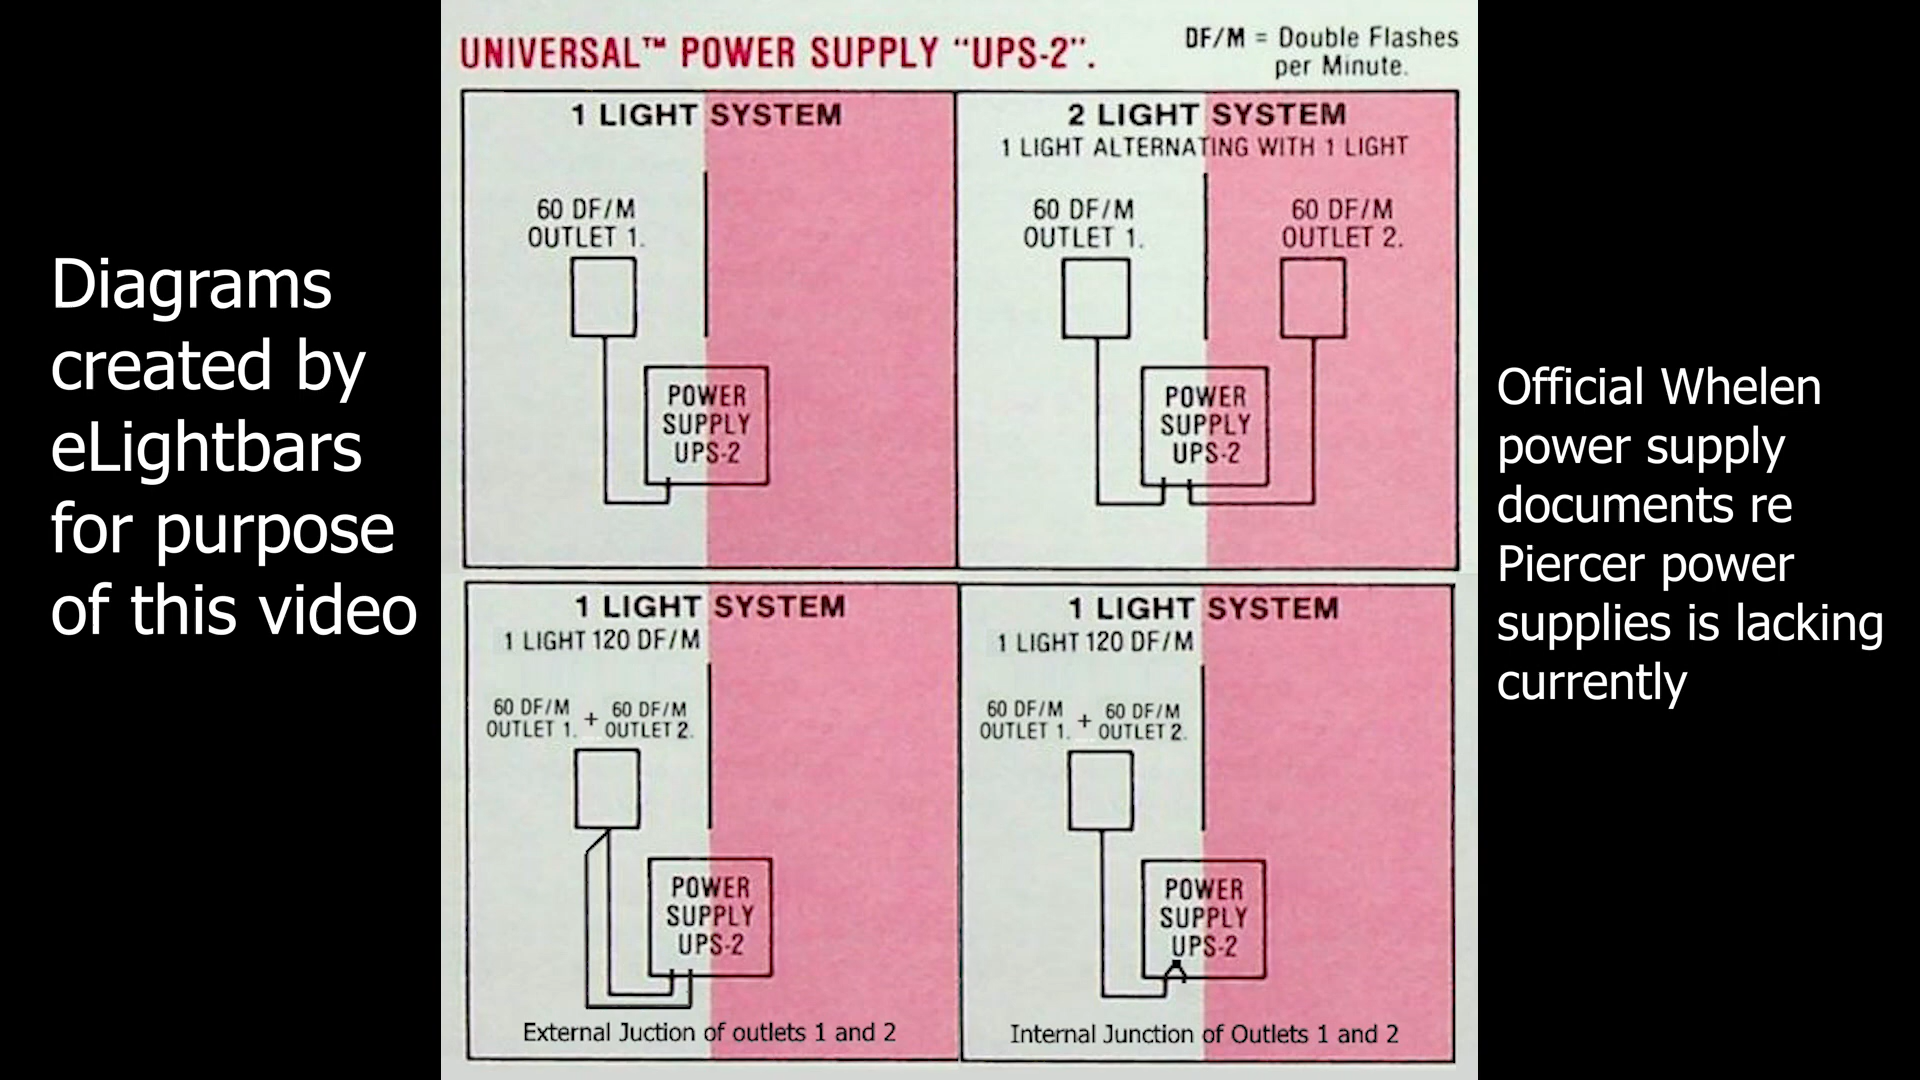 Diagrams
created by
eLightbars
for purpose
of this video
UNIVERSAL™ POWER SUPPLY “UPS-2”.
DF/M = Double Flashes
per Minute.
1 LIGHT SYSTEM
60 DF/M
OUTLET 1.
POWER
SUPPLY
UPS-2
2 LIGHT SYSTEM
1 LIGHT ALTERNATING WITH 1 LIGHT
60 DF/M
OUTLET 1.
60 DF/M
OUTLET 2.
POWER
SUPPLY
UPS-2
1 LIGHT SYSTEM
1 LIGHT 120 DF/M
60 DF/M + 60 DF/M
OUTLET 1. OUTLET 2.
POWER
SUPPLY
UPS-2
External Juction of outlets 1 and 2
1 LIGHT SYSTEM
1 LIGHT 120 DF/M
60 DF/M + 60 DF/M
OUTLET 1. OUTLET 2.
POWER
SUPPLY
UPS-2
Internal Junction of Outlets 1 and 2
Official Whelen
power supply
documents re
Piercer power
supplies is lacking
currently